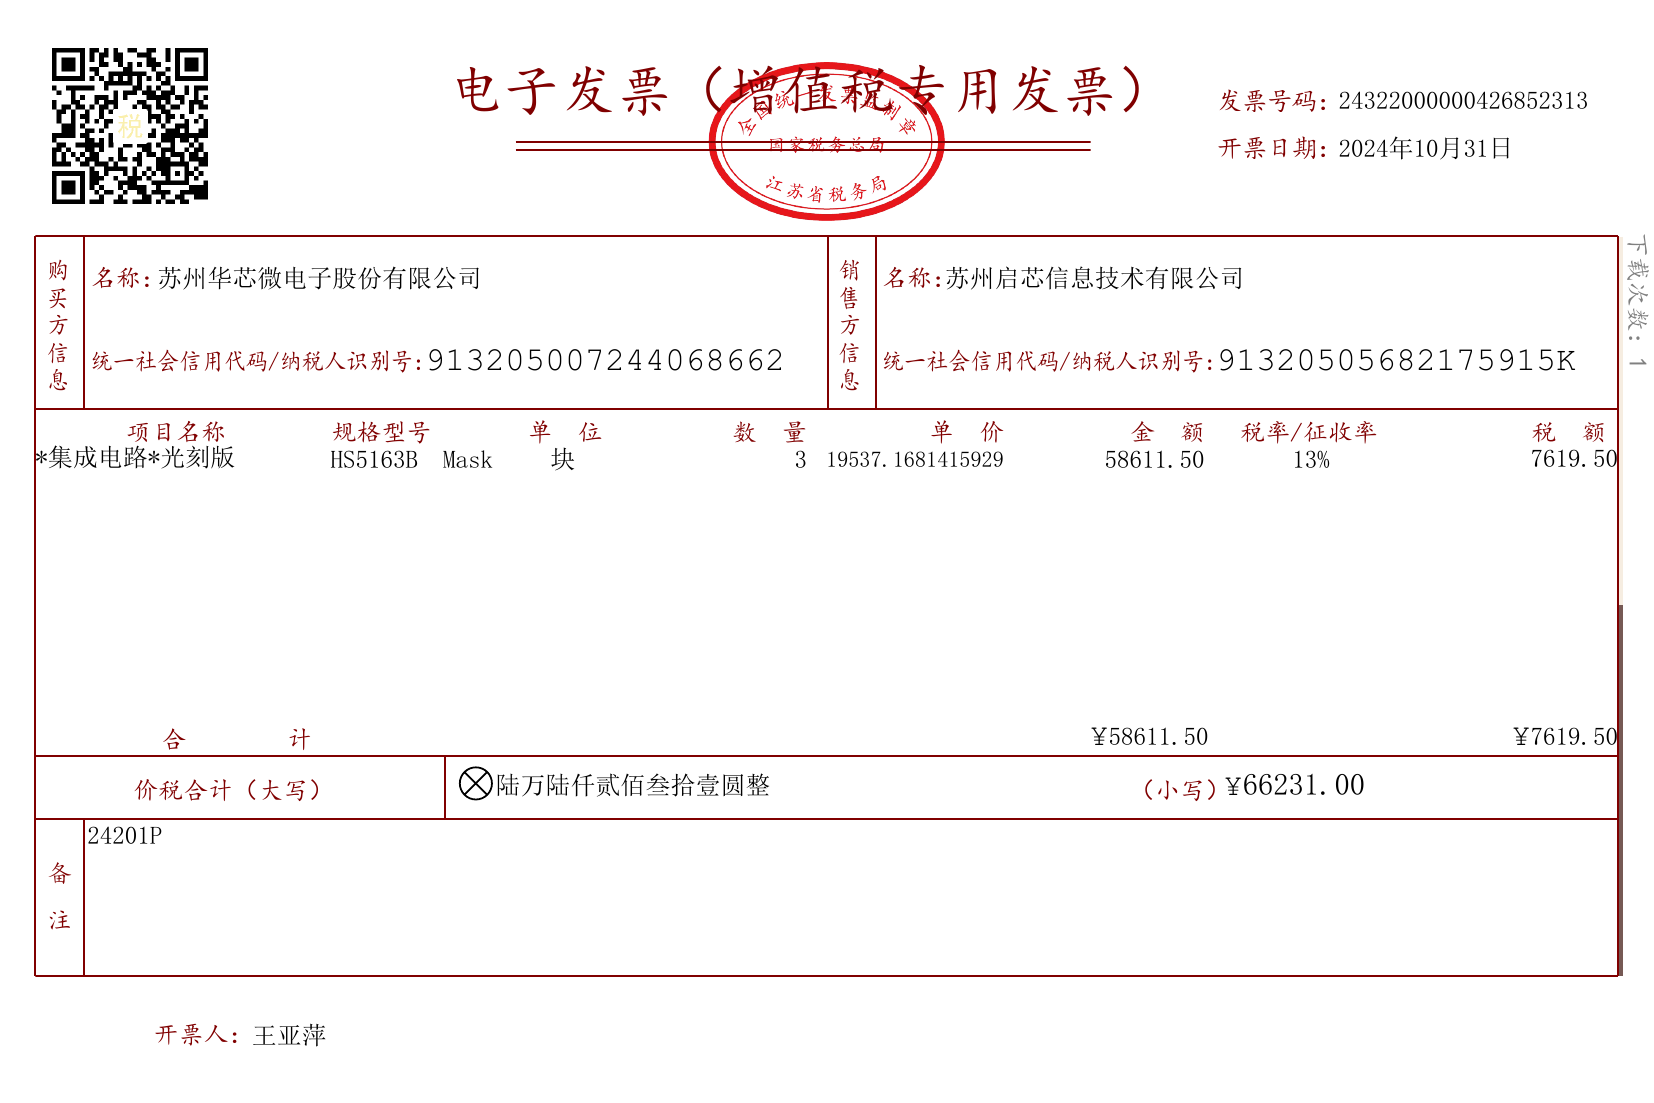 电子发票（增值税专用发票）
发票号码：24322000000426852313
开票日期：2024年10月31日
税
全国统一发票监制章
国家税务总局
江苏省税务局
下载次数：1
购买方信息
名称：苏州华芯微电子股份有限公司
统一社会信用代码/纳税人识别号：913205007244068662
销售方信息
名称：苏州启芯信息技术有限公司
统一社会信用代码/纳税人识别号：91320505682175915K
项目名称 规格型号 单位 数量 单价 金额 税率/征收率 税额
*集成电路*光刻版 HS5163B Mask 块 3 19537.1681415929 58611.50 13% 7619.50
合计 ¥58611.50 ¥7619.50
价税合计（大写） 陆万陆仟贰佰叁拾壹圆整 （小写）¥66231.00
备注
24201P
开票人：王亚萍